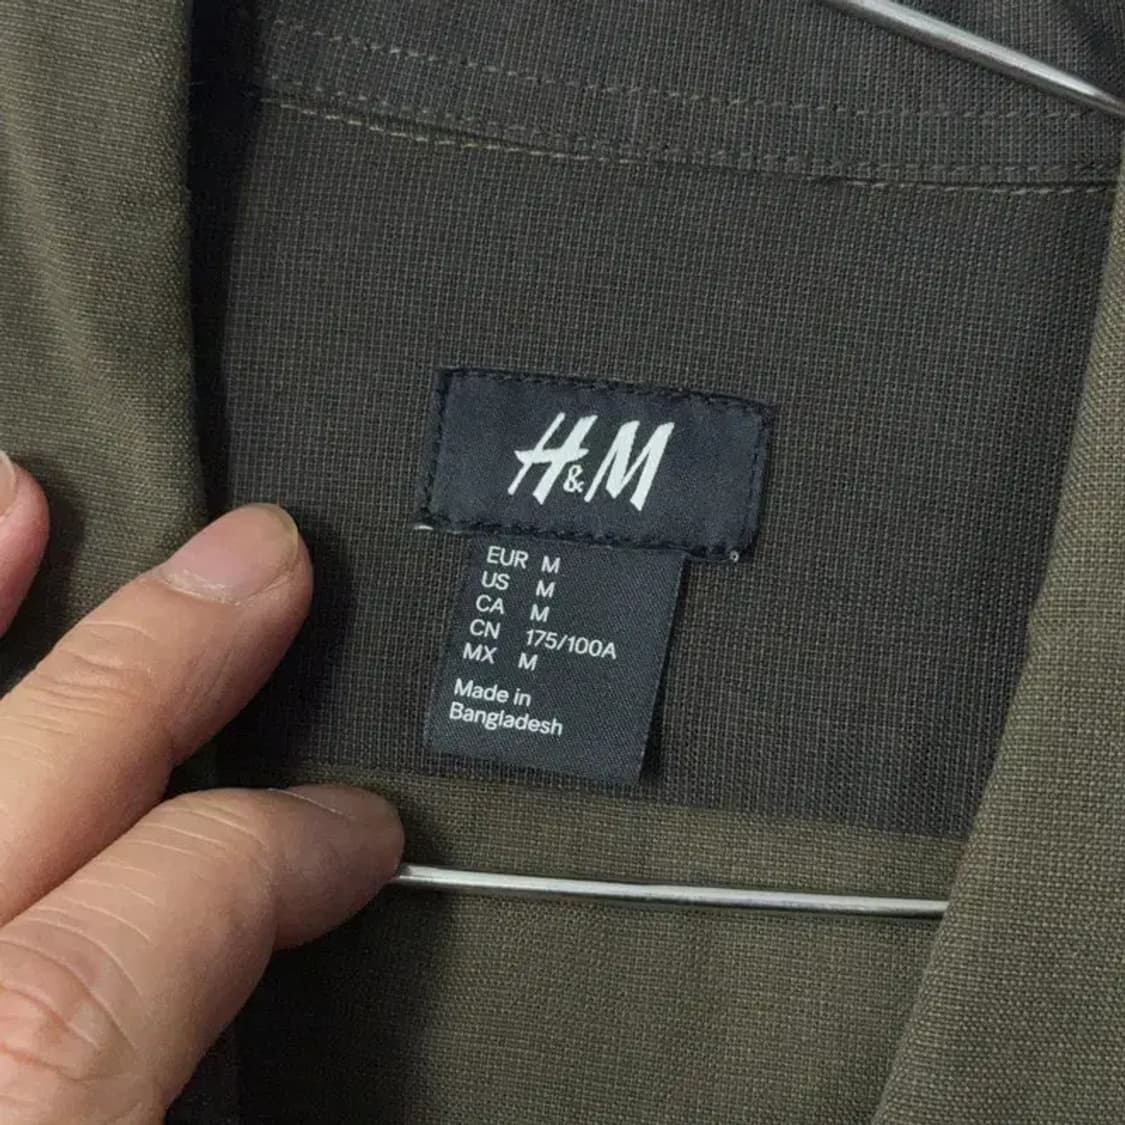 H&M
EUR M
US M
CA M
CN 175/100A
MX M
Made in
Bangladesh